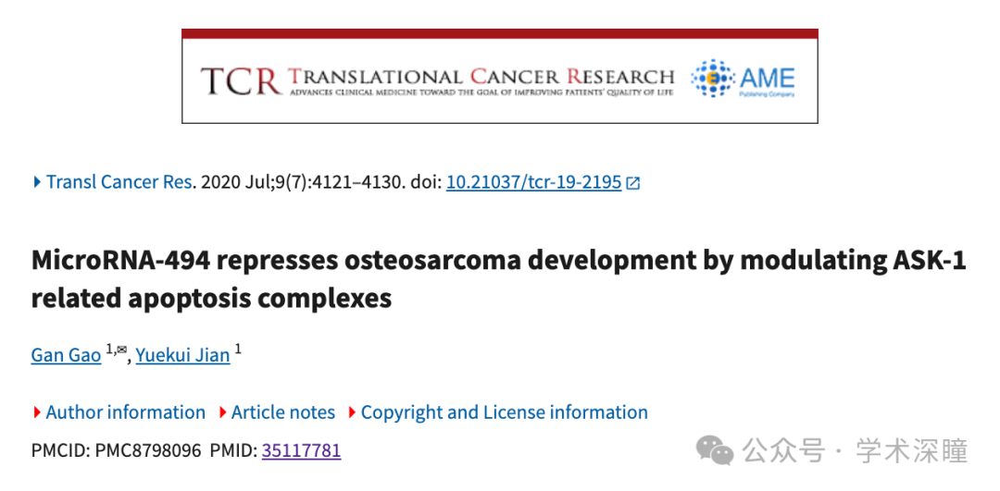 TCR TRANSLATIONAL CANCER RESEARCH AME
ADVANCES CLINICAL MEDICINE TOWARD THE GOAL OF IMPROVING PATIENTS' QUALITY OF LIFE Publishing Company
Transl Cancer Res. 2020 Jul;9(7):4121–4130. doi: 10.21037/tcr-19-2195
MicroRNA-494 represses osteosarcoma development by modulating ASK-1
related apoptosis complexes
Gan Gao 1,✉, Yuekui Jian 1
Author information Article notes Copyright and License information
PMCID: PMC8798096 PMID: 35117781
公众号 · 学术深瞳